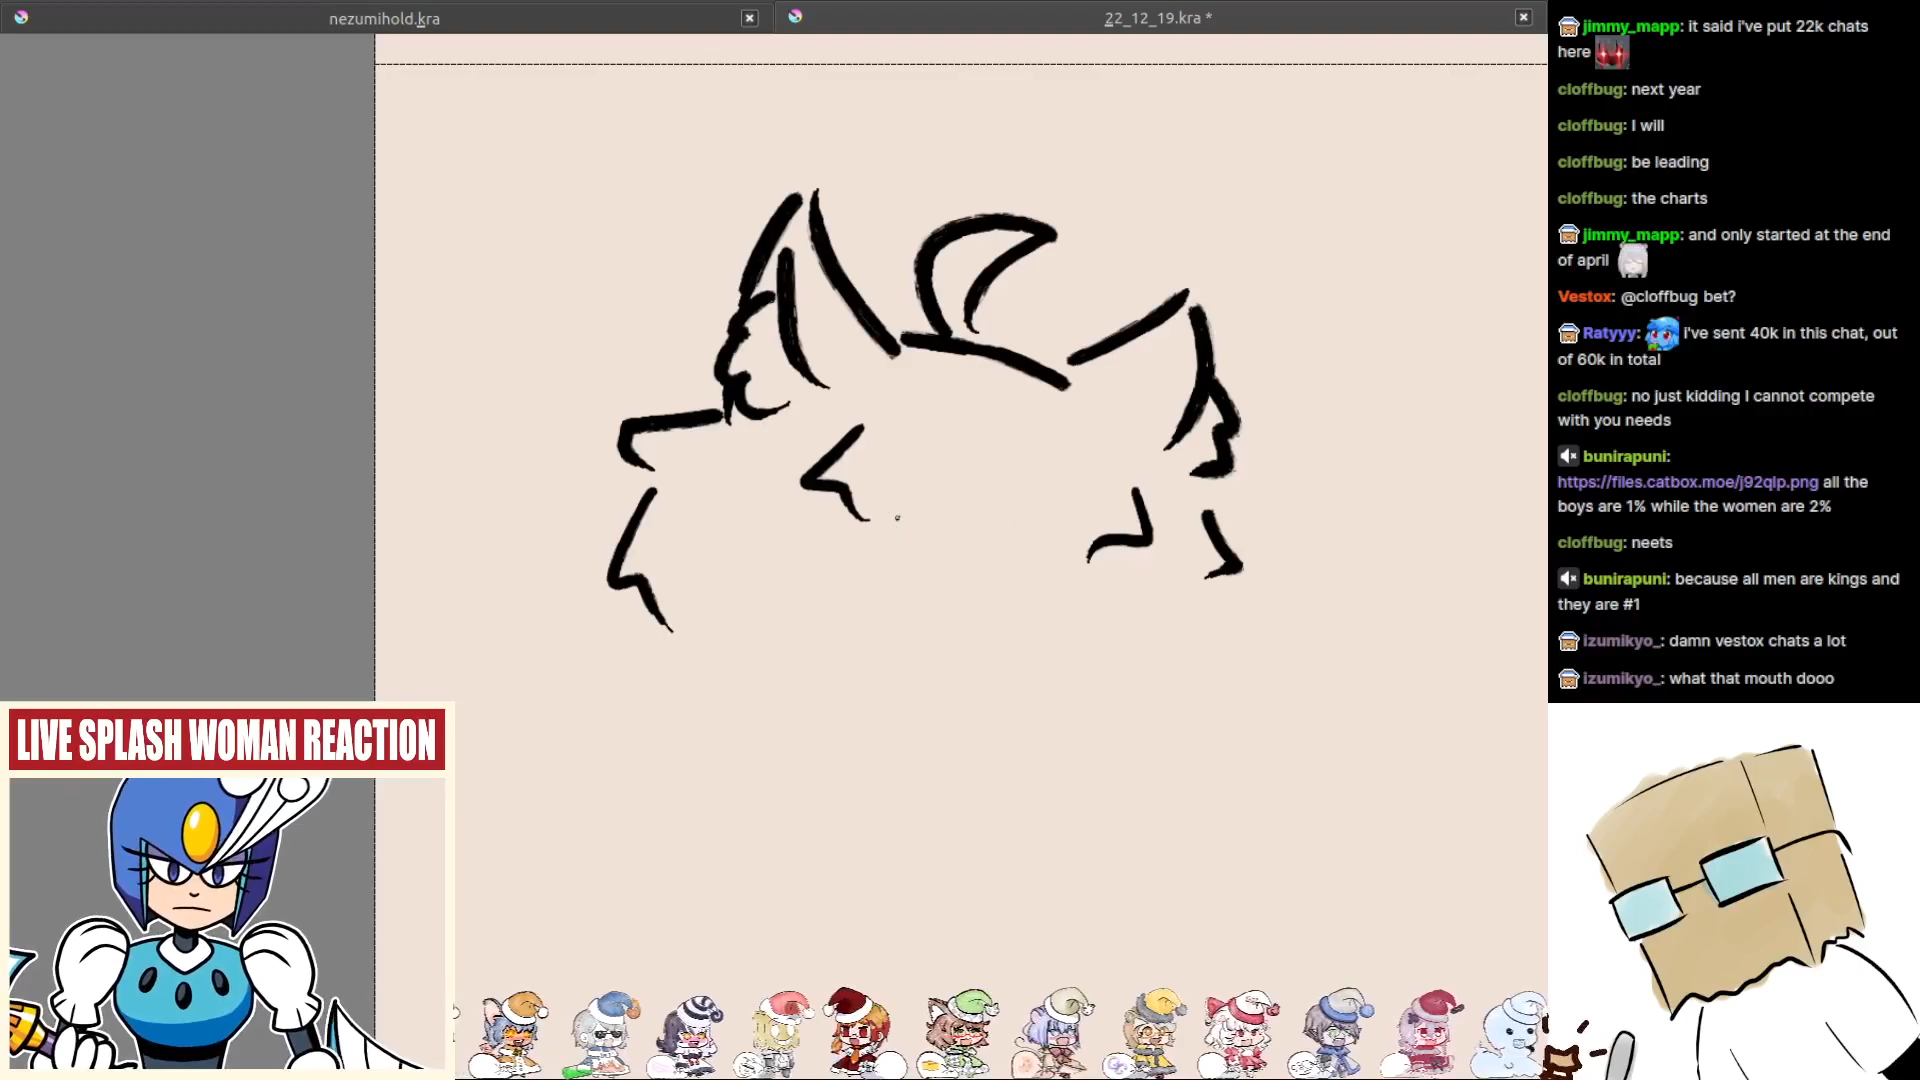 nezumihold.kra
22_12_19.kra *
jimmy_mapp: it said i've put 22k chats
here
cloffbug: next year
cloffbug: I will
cloffbug: be leading
cloffbug: the charts
jimmy_mapp: and only started at the end
of april
Vestox: @cloffbug bet?
Ratyyy: i've sent 40k in this chat, out
of 60k in total
cloffbug: no just kidding I cannot compete
with you needs
bunirapuni:
https://files.catbox.moe/j92qlp.png all the
boys are 1% while the women are 2%
cloffbug: neets
bunirapuni: because all men are kings and
they are #1
izumikyo_: damn vestox chats a lot
izumikyo_: what that mouth dooo
LIVE SPLASH WOMAN REACTION